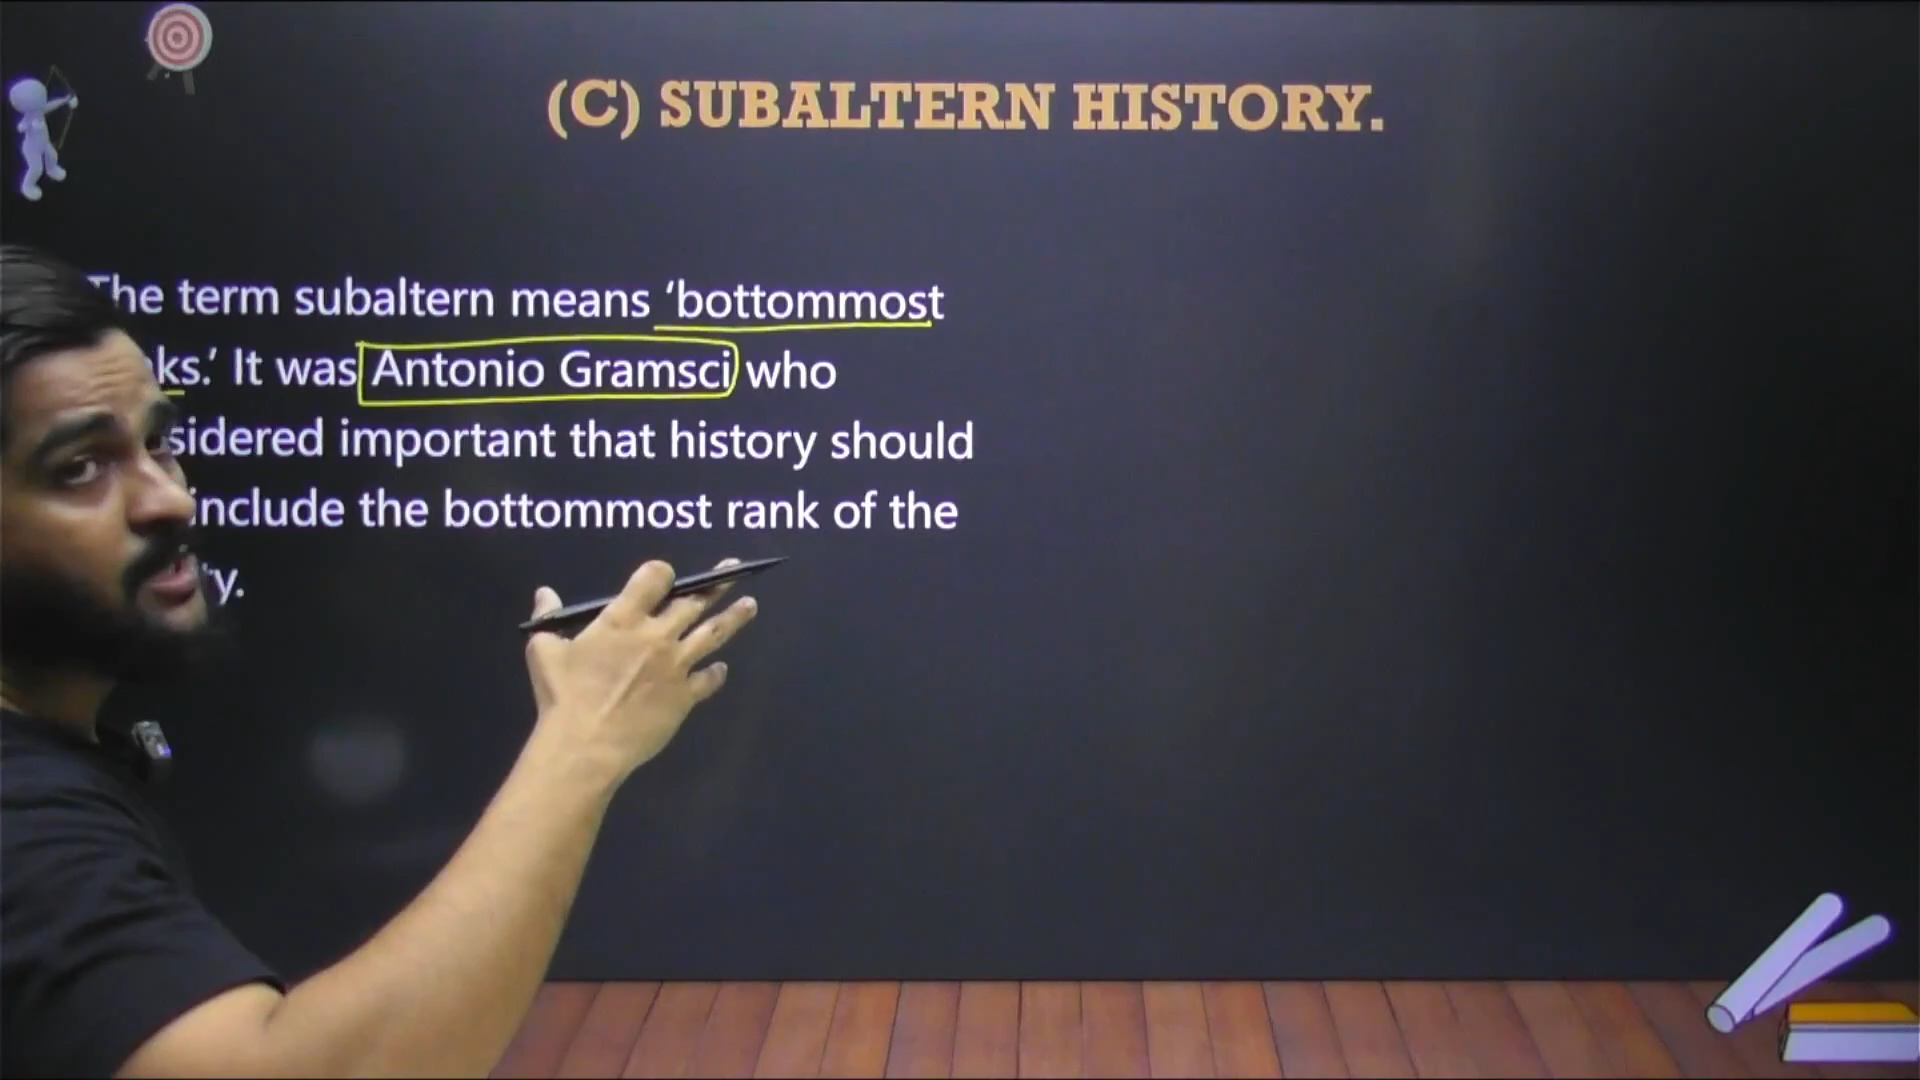 (C) SUBALTERN HISTORY.
The term subaltern means ‘bottommost
ks.’ It was Antonio Gramsci who
sidered important that history should
include the bottommost rank of the
y.